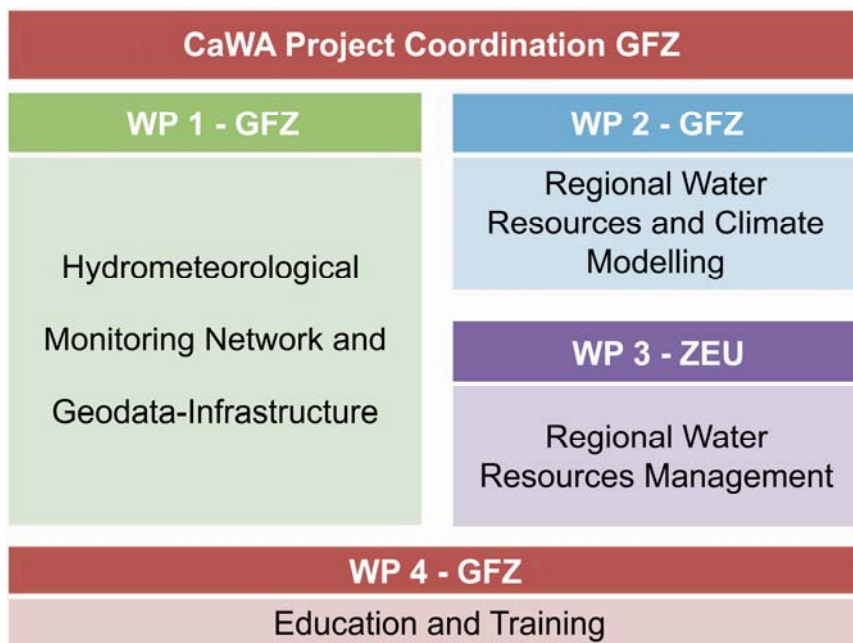 CaWA Project Coordination GFZ
WP 1 - GFZ
Hydrometeorological
Monitoring Network and
Geodata-Infrastructure
WP 2 - GFZ
Regional Water
Resources and Climate
Modelling
WP 3 - ZEU
Regional Water
Resources Management
WP 4 - GFZ
Education and Training